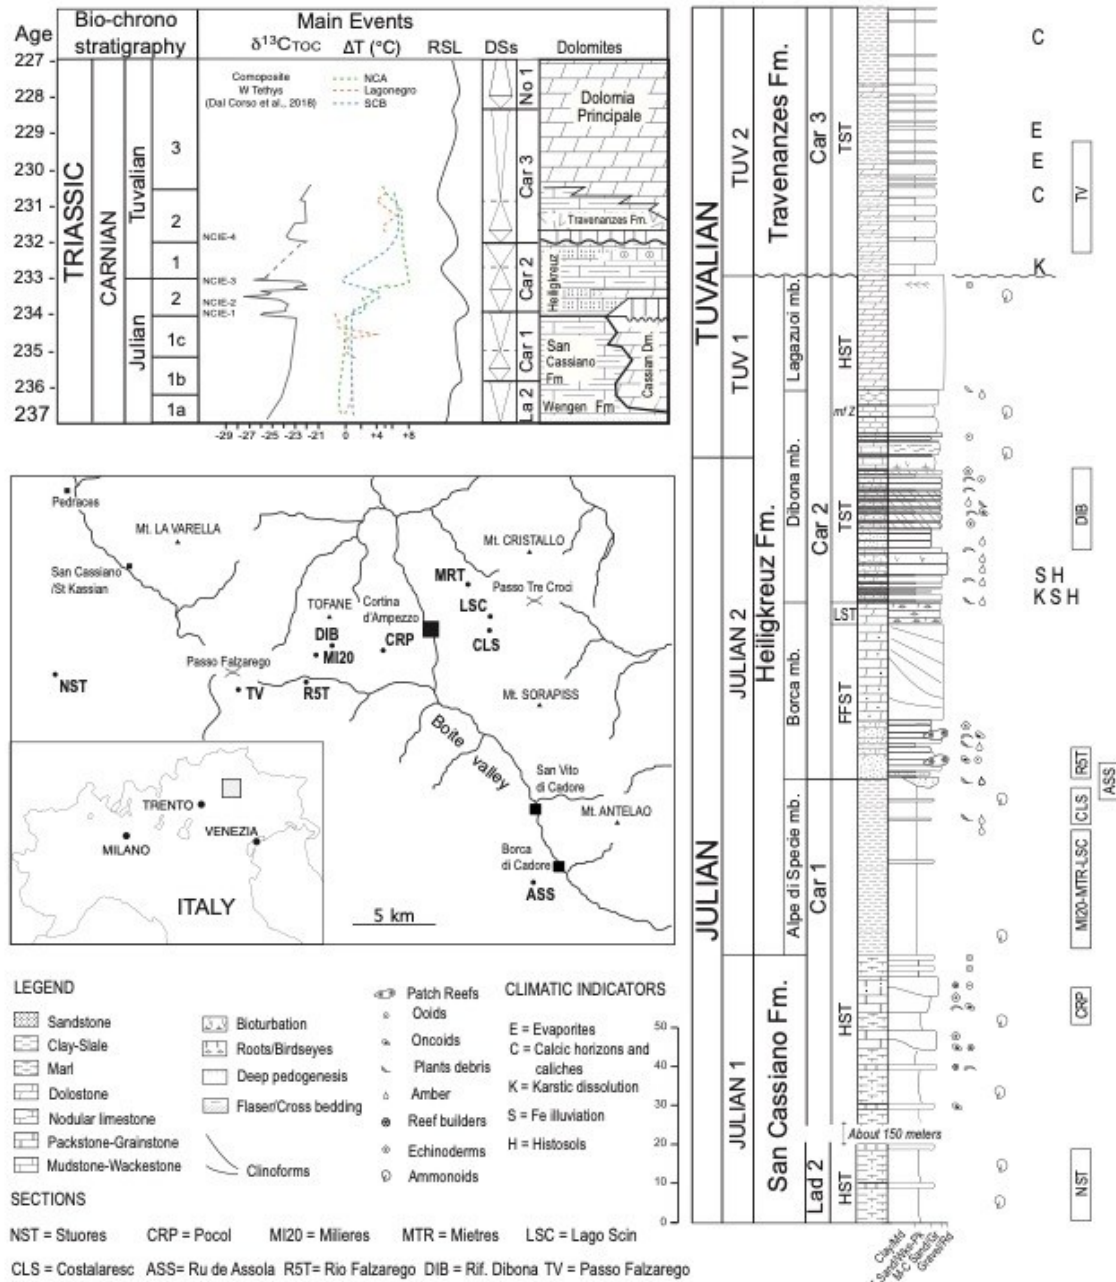 Age
Bio-chrono
stratigraphy
Main Events
δ13CTOC
ΔT (°C)
RSL
DSs
Dolomites
227
228
229
230
231
232
233
234
235
236
237
TRIASSIC
CARNIAN
Tuvalian
Julian
3
2
1
2
1c
1b
1a
Comoposite
W Tethys
(Dal Corso et al., 2018)
NCA
Lagonegro
SCB
NCIE-4
NCIE-3
NCIE-2
NCIE-1
-29 -27 -25 -23 -21
0 +4 +8
No 1
Car 3
Car 2
Car 1
La 2
Dolomia
Principale
Travenanzes Fm.
Heiligkreuz
San
Cassiano
Fm
Wengen Fm
Cassian Dm.
Pedraces
Mt. LA VARELLA
San Cassiano
/St Kassian
Mt. CRISTALLO
MRT
Passo Tre Croci
LSC
CLS
TOFANE
Cortina
d'Ampezzo
DIB
MI20
CRP
Passo Falzarego
NST
TV
R5T
Mt. SORAPISS
Boite
valley
San Vito
di Cadore
Mt. ANTELAO
Borca
di Cadore
ASS
5 km
TRENTO
VENEZIA
MILANO
ITALY
LEGEND
Sandstone
Clay-Slale
Marl
Dolostone
Nodular limestone
Packstone-Grainstone
Mudstone-Wackestone
Bioturbation
Roots/Birdseyes
Deep pedogenesis
Flaser/Cross bedding
Clinoforms
Patch Reefs
Ooids
Oncoids
Plants debris
Amber
Reef builders
Echinoderms
Ammonoids
CLIMATIC INDICATORS
E = Evaporites
C = Calcic horizons and
caliches
K = Karstic dissolution
S = Fe illuviation
H = Histosols
50
40
30
20
10
0
SECTIONS
NST = Stuores CRP = Pocol MI20 = Milieres MTR = Mietres LSC = Lago Scin
CLS = Costalaresc ASS= Ru de Assola R5T= Rio Falzarego DIB = Rif. Dibona TV = Passo Falzarego
TUVALIAN
JULIAN
TUV 2
TUV 1
JULIAN 2
JULIAN 1
Travenanzes Fm.
Heiligkreuz Fm.
San Cassiano Fm.
Lagazuoi mb.
Dibona mb.
Borca mb.
Alpe di Specie mb.
Car 3
Car 2
Car 1
Lad 2
TST
HST
mf Z
TST
LST
FFST
HST
HST
About 150 meters
C
E
E
C
K
S H
K S H
TV
DIB
R5T
ASS
CLS
MI20-MTR-LSC
CRP
NST
Clay/Md
Sand/Wks-Pk
M-C Sand/Gr
Gravel/Rd